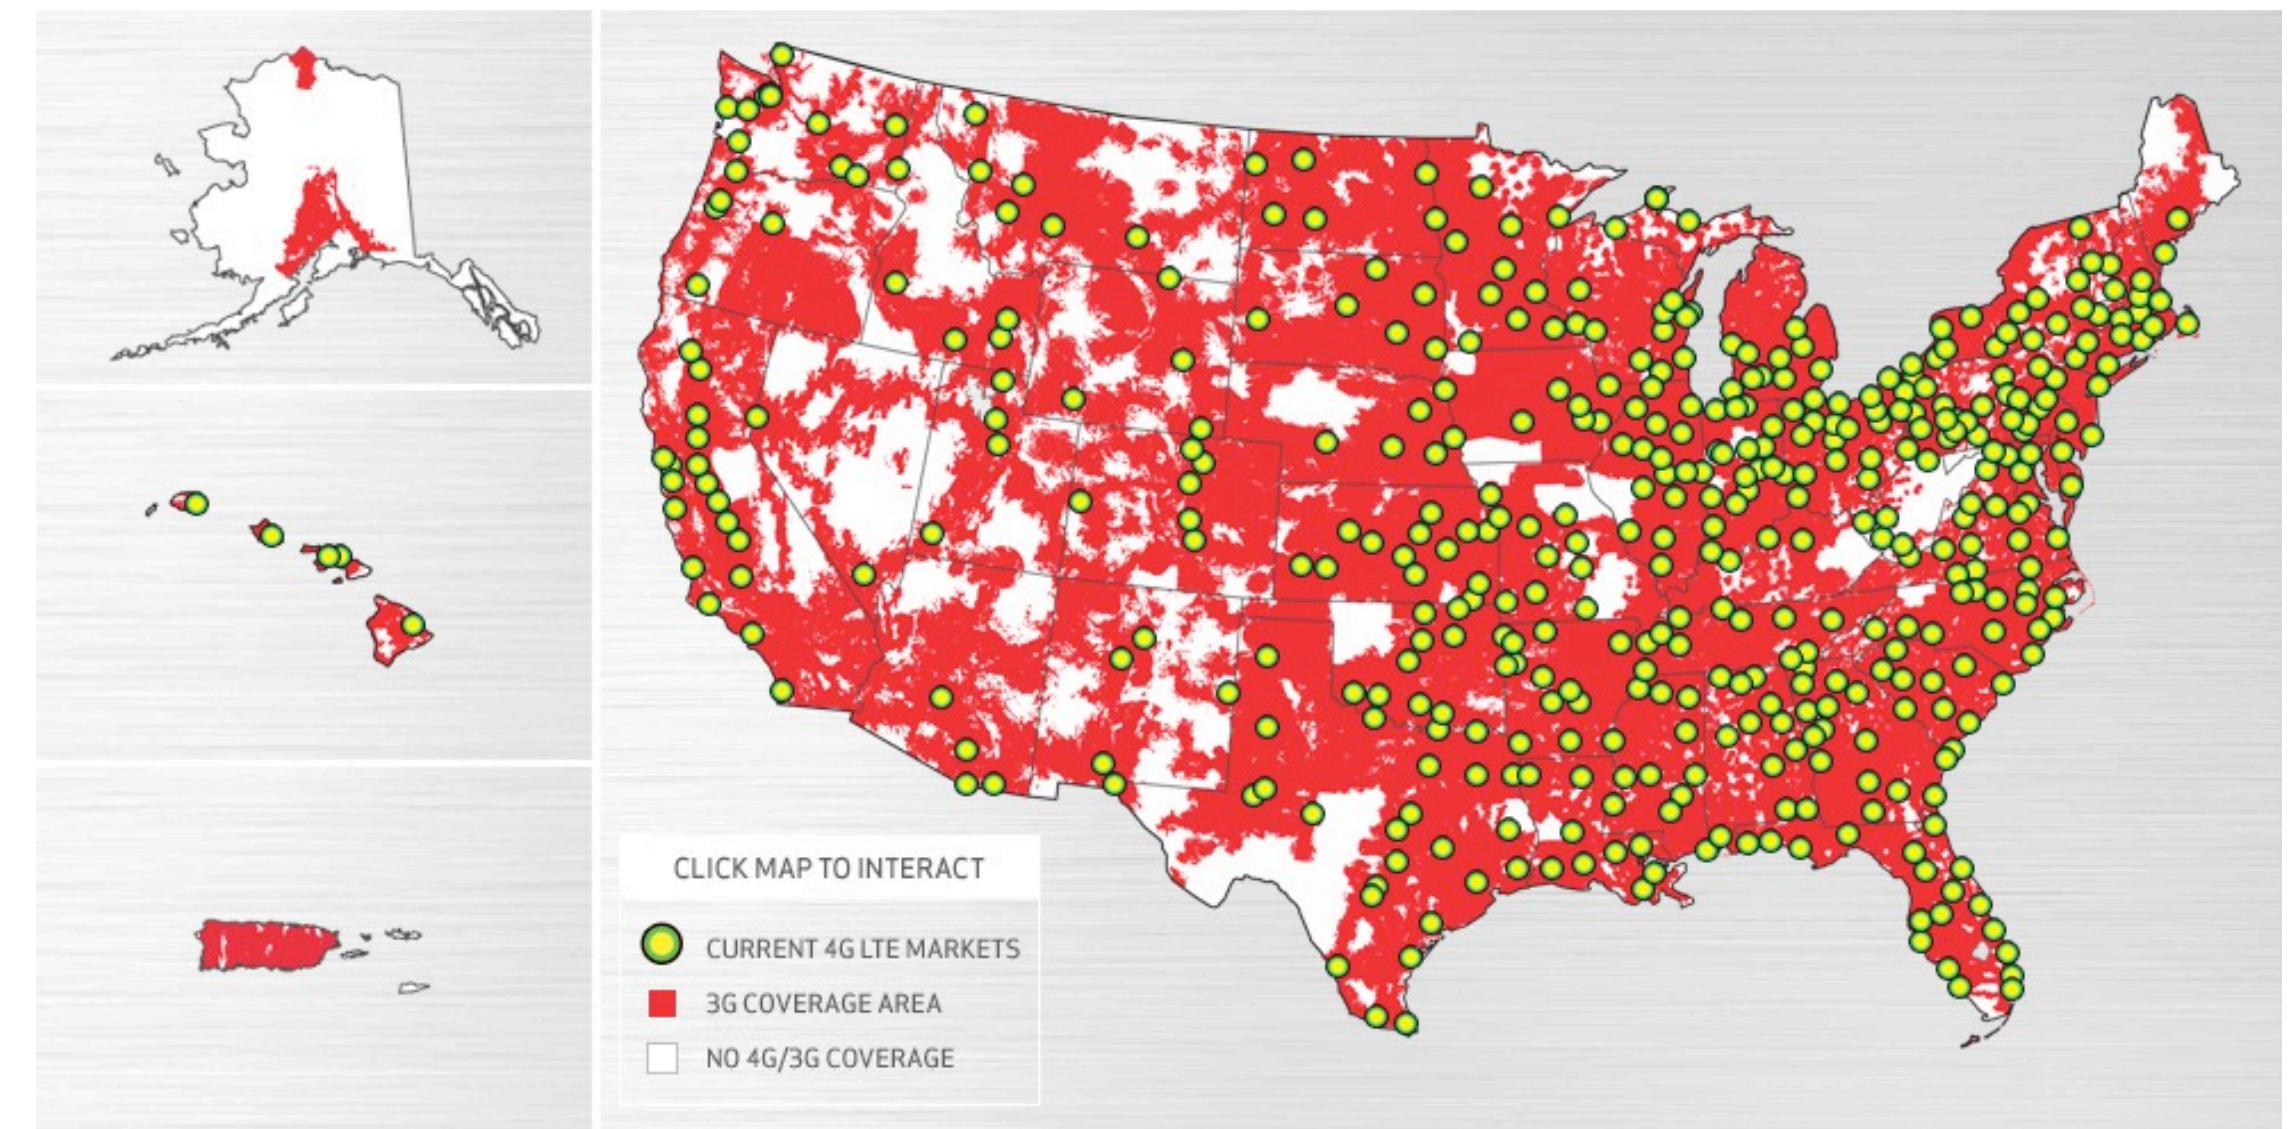 CLICK MAP TO INTERACT
CURRENT 4G LTE MARKETS
3G COVERAGE AREA
NO 4G/3G COVERAGE